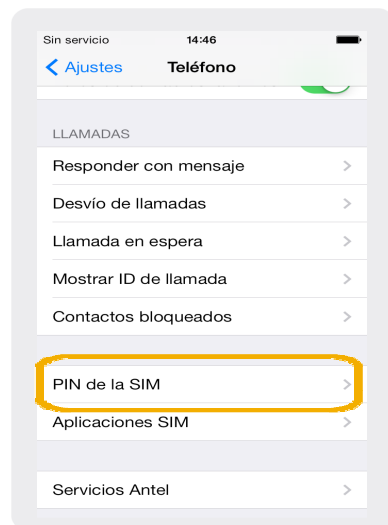 Sin servicio 14:46
Ajustes Teléfono
LLAMADAS
Responder con mensaje
Desvío de llamadas
Llamada en espera
Mostrar ID de llamada
Contactos bloqueados
PIN de la SIM
Aplicaciones SIM
Servicios Antel